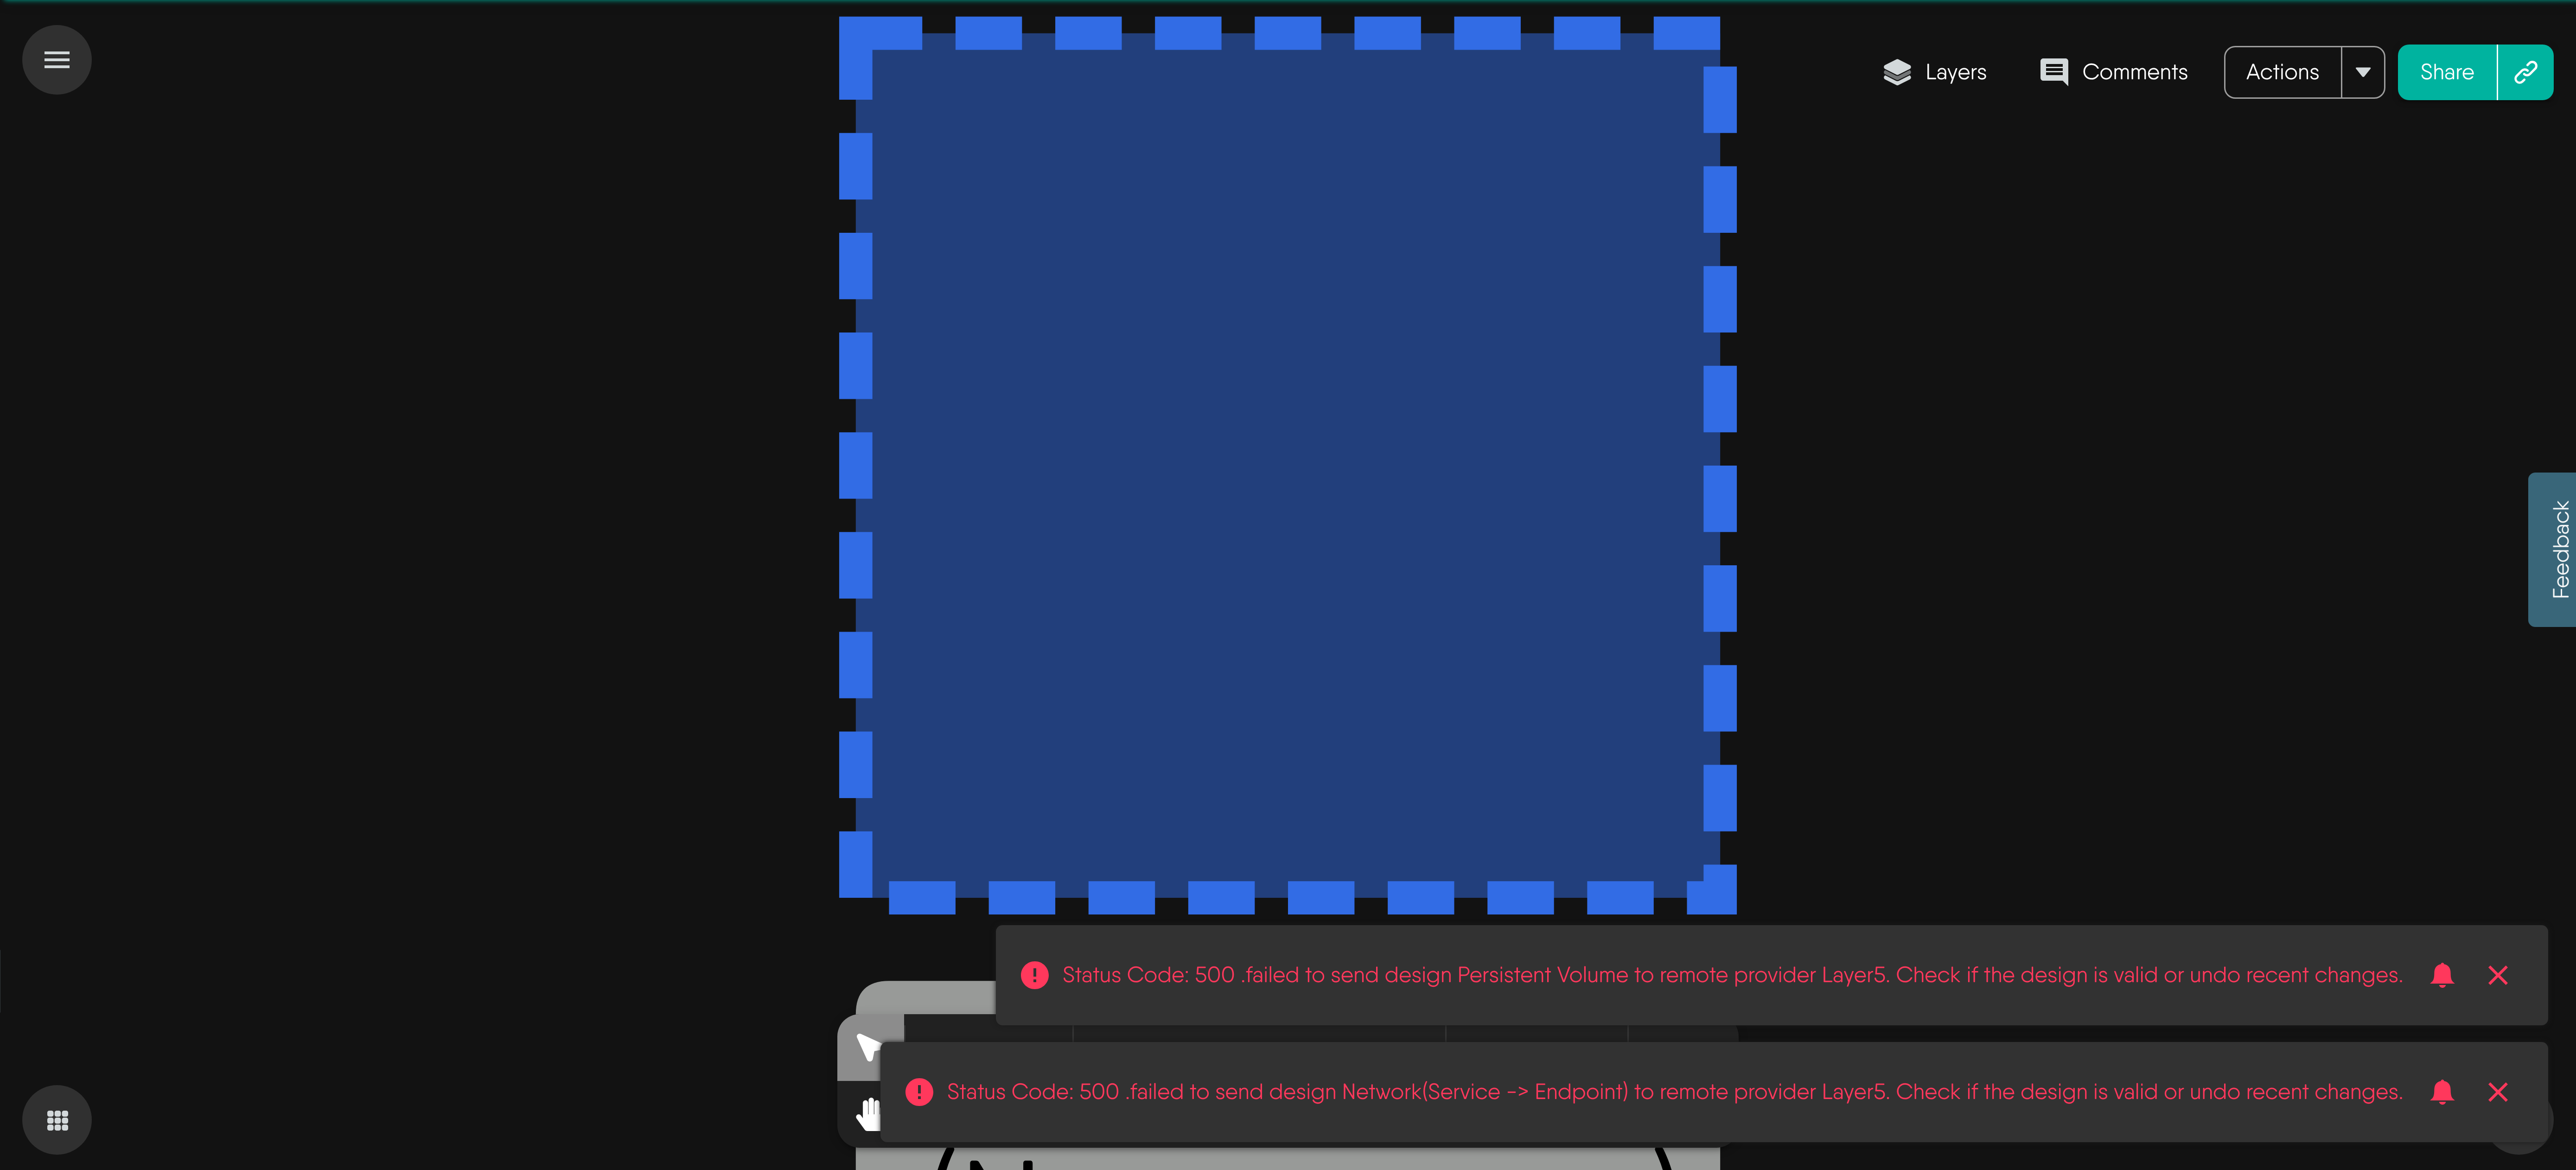 Layers
Comments
Actions
Share
Feedback
Status Code: 500 .failed to send design Persistent Volume to remote provider Layer5. Check if the design is valid or undo recent changes.
Status Code: 500 .failed to send design Network(Service -> Endpoint) to remote provider Layer5. Check if the design is valid or undo recent changes.